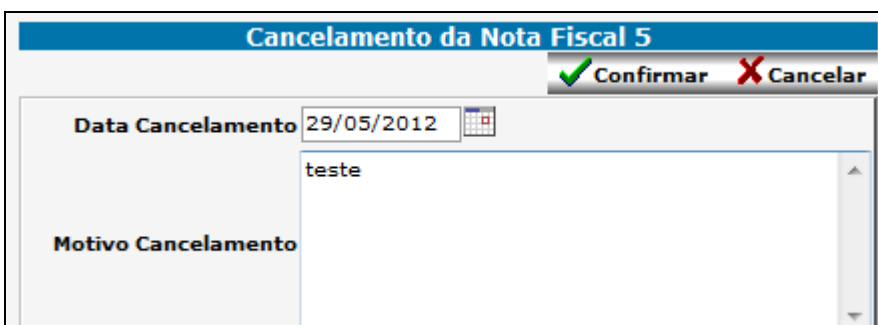 Cancelamento da Nota Fiscal 5
Confirmar Cancelar
Data Cancelamento 29/05/2012
teste
Motivo Cancelamento